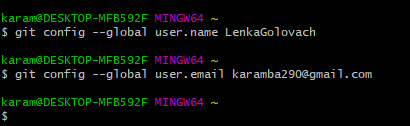 karam@DESKTOP-MFB592F MINGW64 ~
$ git config --global user.name LenkaGolovach
karam@DESKTOP-MFB592F MINGW64 ~
$ git config --global user.email karamba290@gmail.com
karam@DESKTOP-MFB592F MINGW64 ~
$